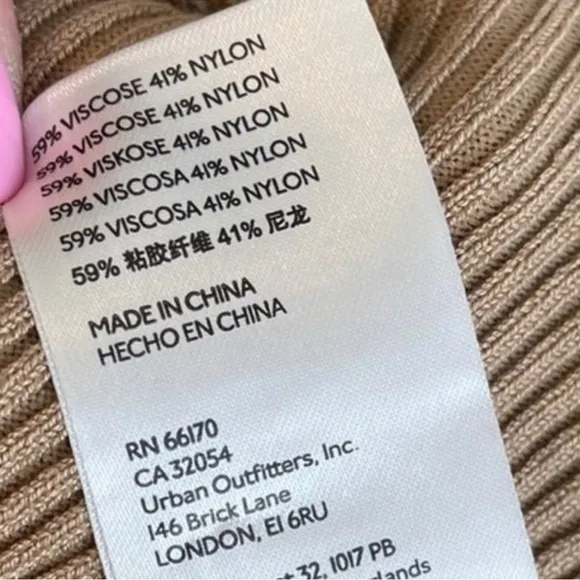 59% VISCOSE 41% NYLON
59% VISCOSE 41% NYLON
59% VISKOSE 41% NYLON
59% VISCOSA 41% NYLON
59% VISCOSA 41% NYLON
59% 粘胶纤维 41% 尼龙
MADE IN CHINA
HECHO EN CHINA
RN 66170
CA 32054
Urban Outfitters, Inc.
146 Brick Lane
LONDON, E1 6RU
32, 1017 PB